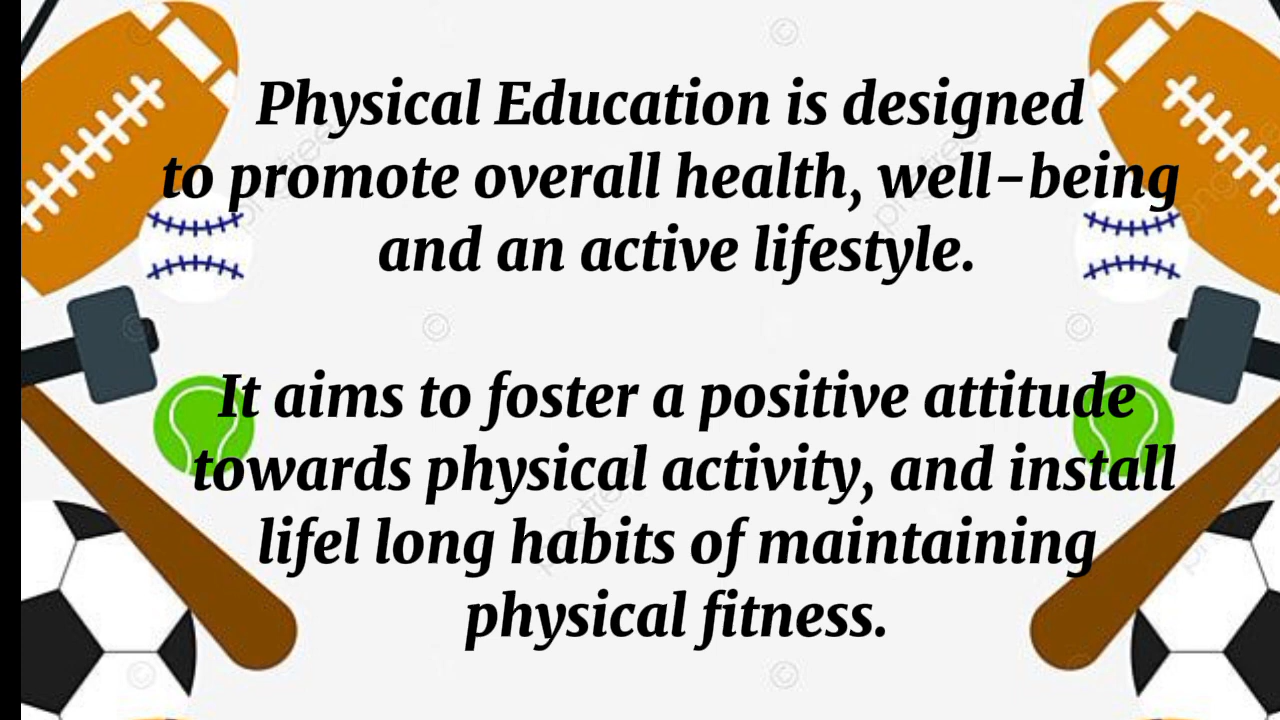 Physical Education is designed
to promote overall health, well-being
and an active lifestyle.
It aims to foster a positive attitude
towards physical activity, and install
lifel long habits of maintaining
physical fitness.